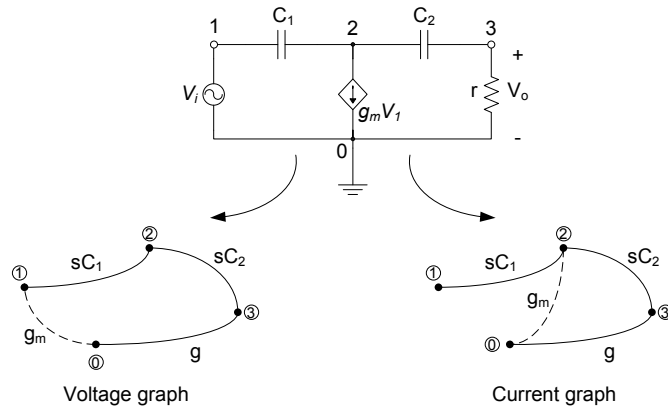 C₁
C₂
1
2
3
+
Vᵢ
gₘV₁
r
Vₒ
0
-
②
sC₁
sC₂
①
③
gₘ
⓪
g
Voltage graph
②
sC₁
sC₂
①
gₘ
③
⓪
g
Current graph